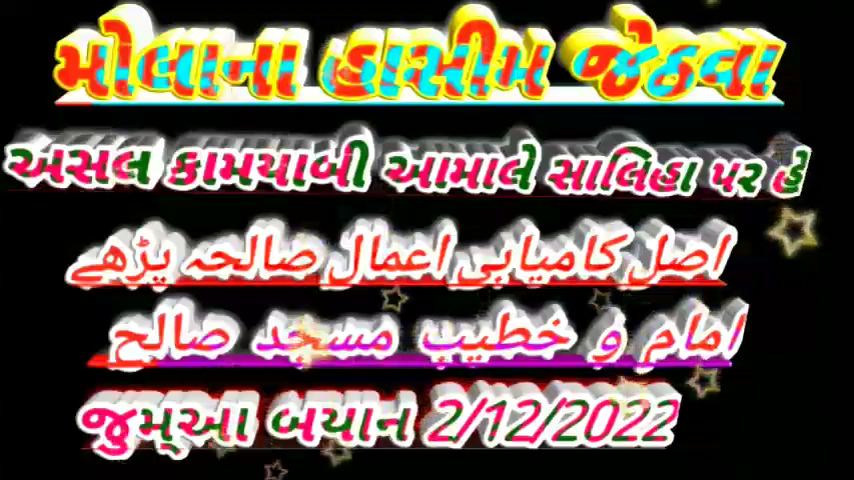 મોલાના હાસીમ જેઠવા
અસલ કામયાબી આમાલે સાલિહા પર હે
اصل کامیابی اعمال صالحہ پڑھے
امام و خطیب مسجد صالح
જુમ્આ બયાન 2/12/2022